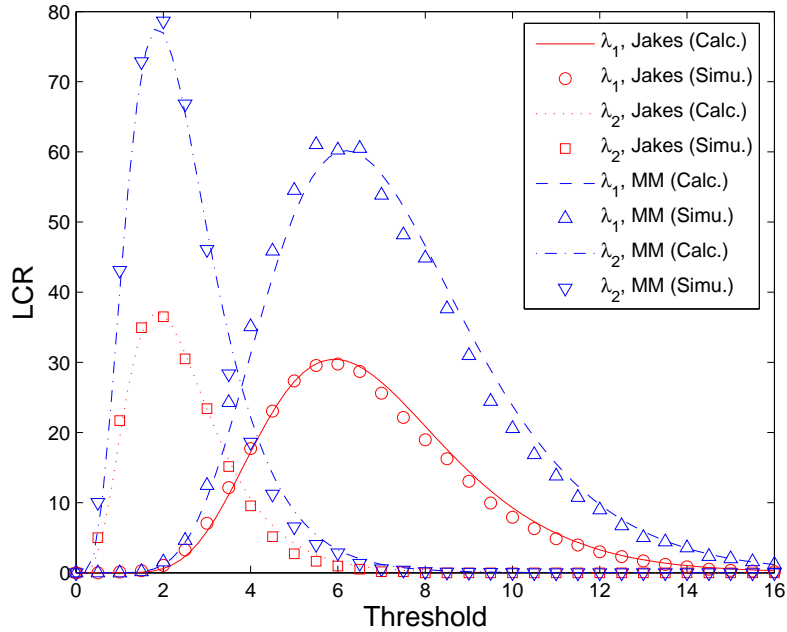 80
70
60
50
40
30
20
10
0
LCR
0 2 4 6 8 10 12 14 16
Threshold
λ1, Jakes (Calc.)
λ1, Jakes (Simu.)
λ2, Jakes (Calc.)
λ2, Jakes (Simu.)
λ1, MM (Calc.)
λ1, MM (Simu.)
λ2, MM (Calc.)
λ2, MM (Simu.)